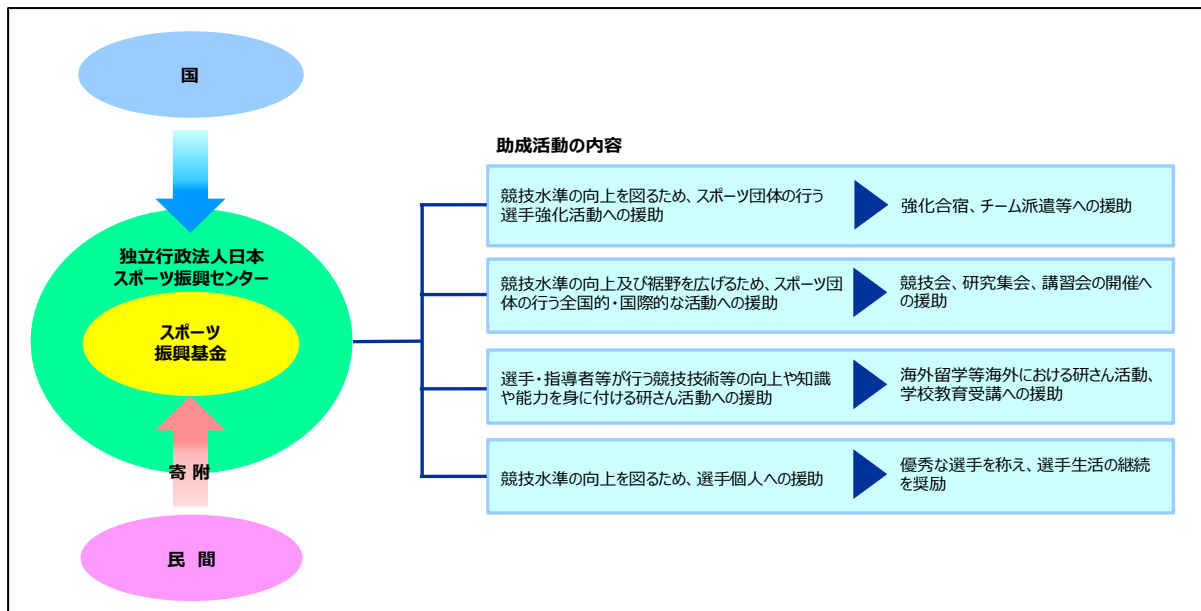 国
独立行政法人日本
スポーツ振興センター
スポーツ
振興基金
寄 附
民 間
助成活動の内容
競技水準の向上を図るため、スポーツ団体の行う
選手強化活動への援助
強化合宿、チーム派遣等への援助
競技水準の向上及び裾野を広げるため、スポーツ団
体の行う全国的・国際的な活動への援助
競技会、研究集会、講習会の開催へ
の援助
選手・指導者等が行う競技技術等の向上や知識
や能力を身に付ける研さん活動への援助
海外留学等海外における研さん活動、
学校教育受講への援助
競技水準の向上を図るため、選手個人への援助
優秀な選手を称え、選手生活の継続
を奨励